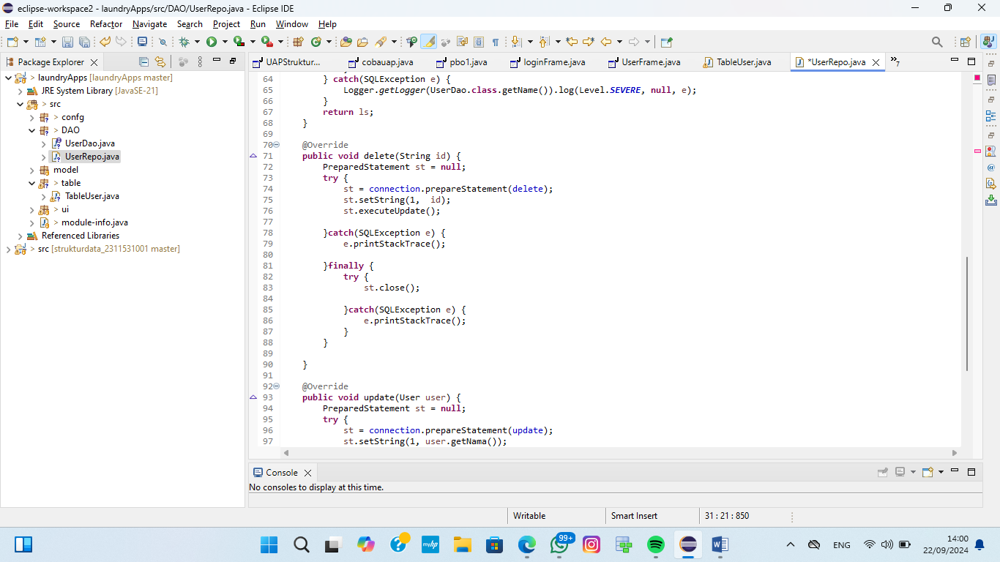 eclipse-workspace2 - laundryApps/src/DAO/UserRepo.java - Eclipse IDE
File Edit Source Refactor Navigate Search Project Run Window Help
Package Explorer
UAPStruktur... cobauap.java pbo1.java loginFrame.java UserFrame.java TableUser.java *UserRepo.java »7
> laundryApps [laundryApps master]
JRE System Library [JavaSE-21]
> src
> confg
> DAO
UserDao.java
UserRepo.java
model
> table
TableUser.java
> ui
> module-info.java
Referenced Libraries
> src [strukturdata_2311531001 master]
64 } catch(SQLException e) {
65 Logger.getLogger(UserDao.class.getName()).log(Level.SEVERE, null, e);
66 }
67 return ls;
68 }
69
70 @Override
71 public void delete(String id) {
72 PreparedStatement st = null;
73 try {
74 st = connection.prepareStatement(delete);
75 st.setString(1,  id);
76 st.executeUpdate();
77
78 }catch(SQLException e) {
79 e.printStackTrace();
80
81 }finally {
82 try {
83 st.close();
84
85 }catch(SQLException e) {
86 e.printStackTrace();
87 }
88 }
89
90 }
91
92 @Override
93 public void update(User user) {
94 PreparedStatement st = null;
95 try {
96 st = connection.prepareStatement(update);
97 st.setString(1, user.getNama());
Console
No consoles to display at this time.
Writable Smart Insert 31 : 21 : 850
myhp
99+
ENG
14:00
22/09/2024